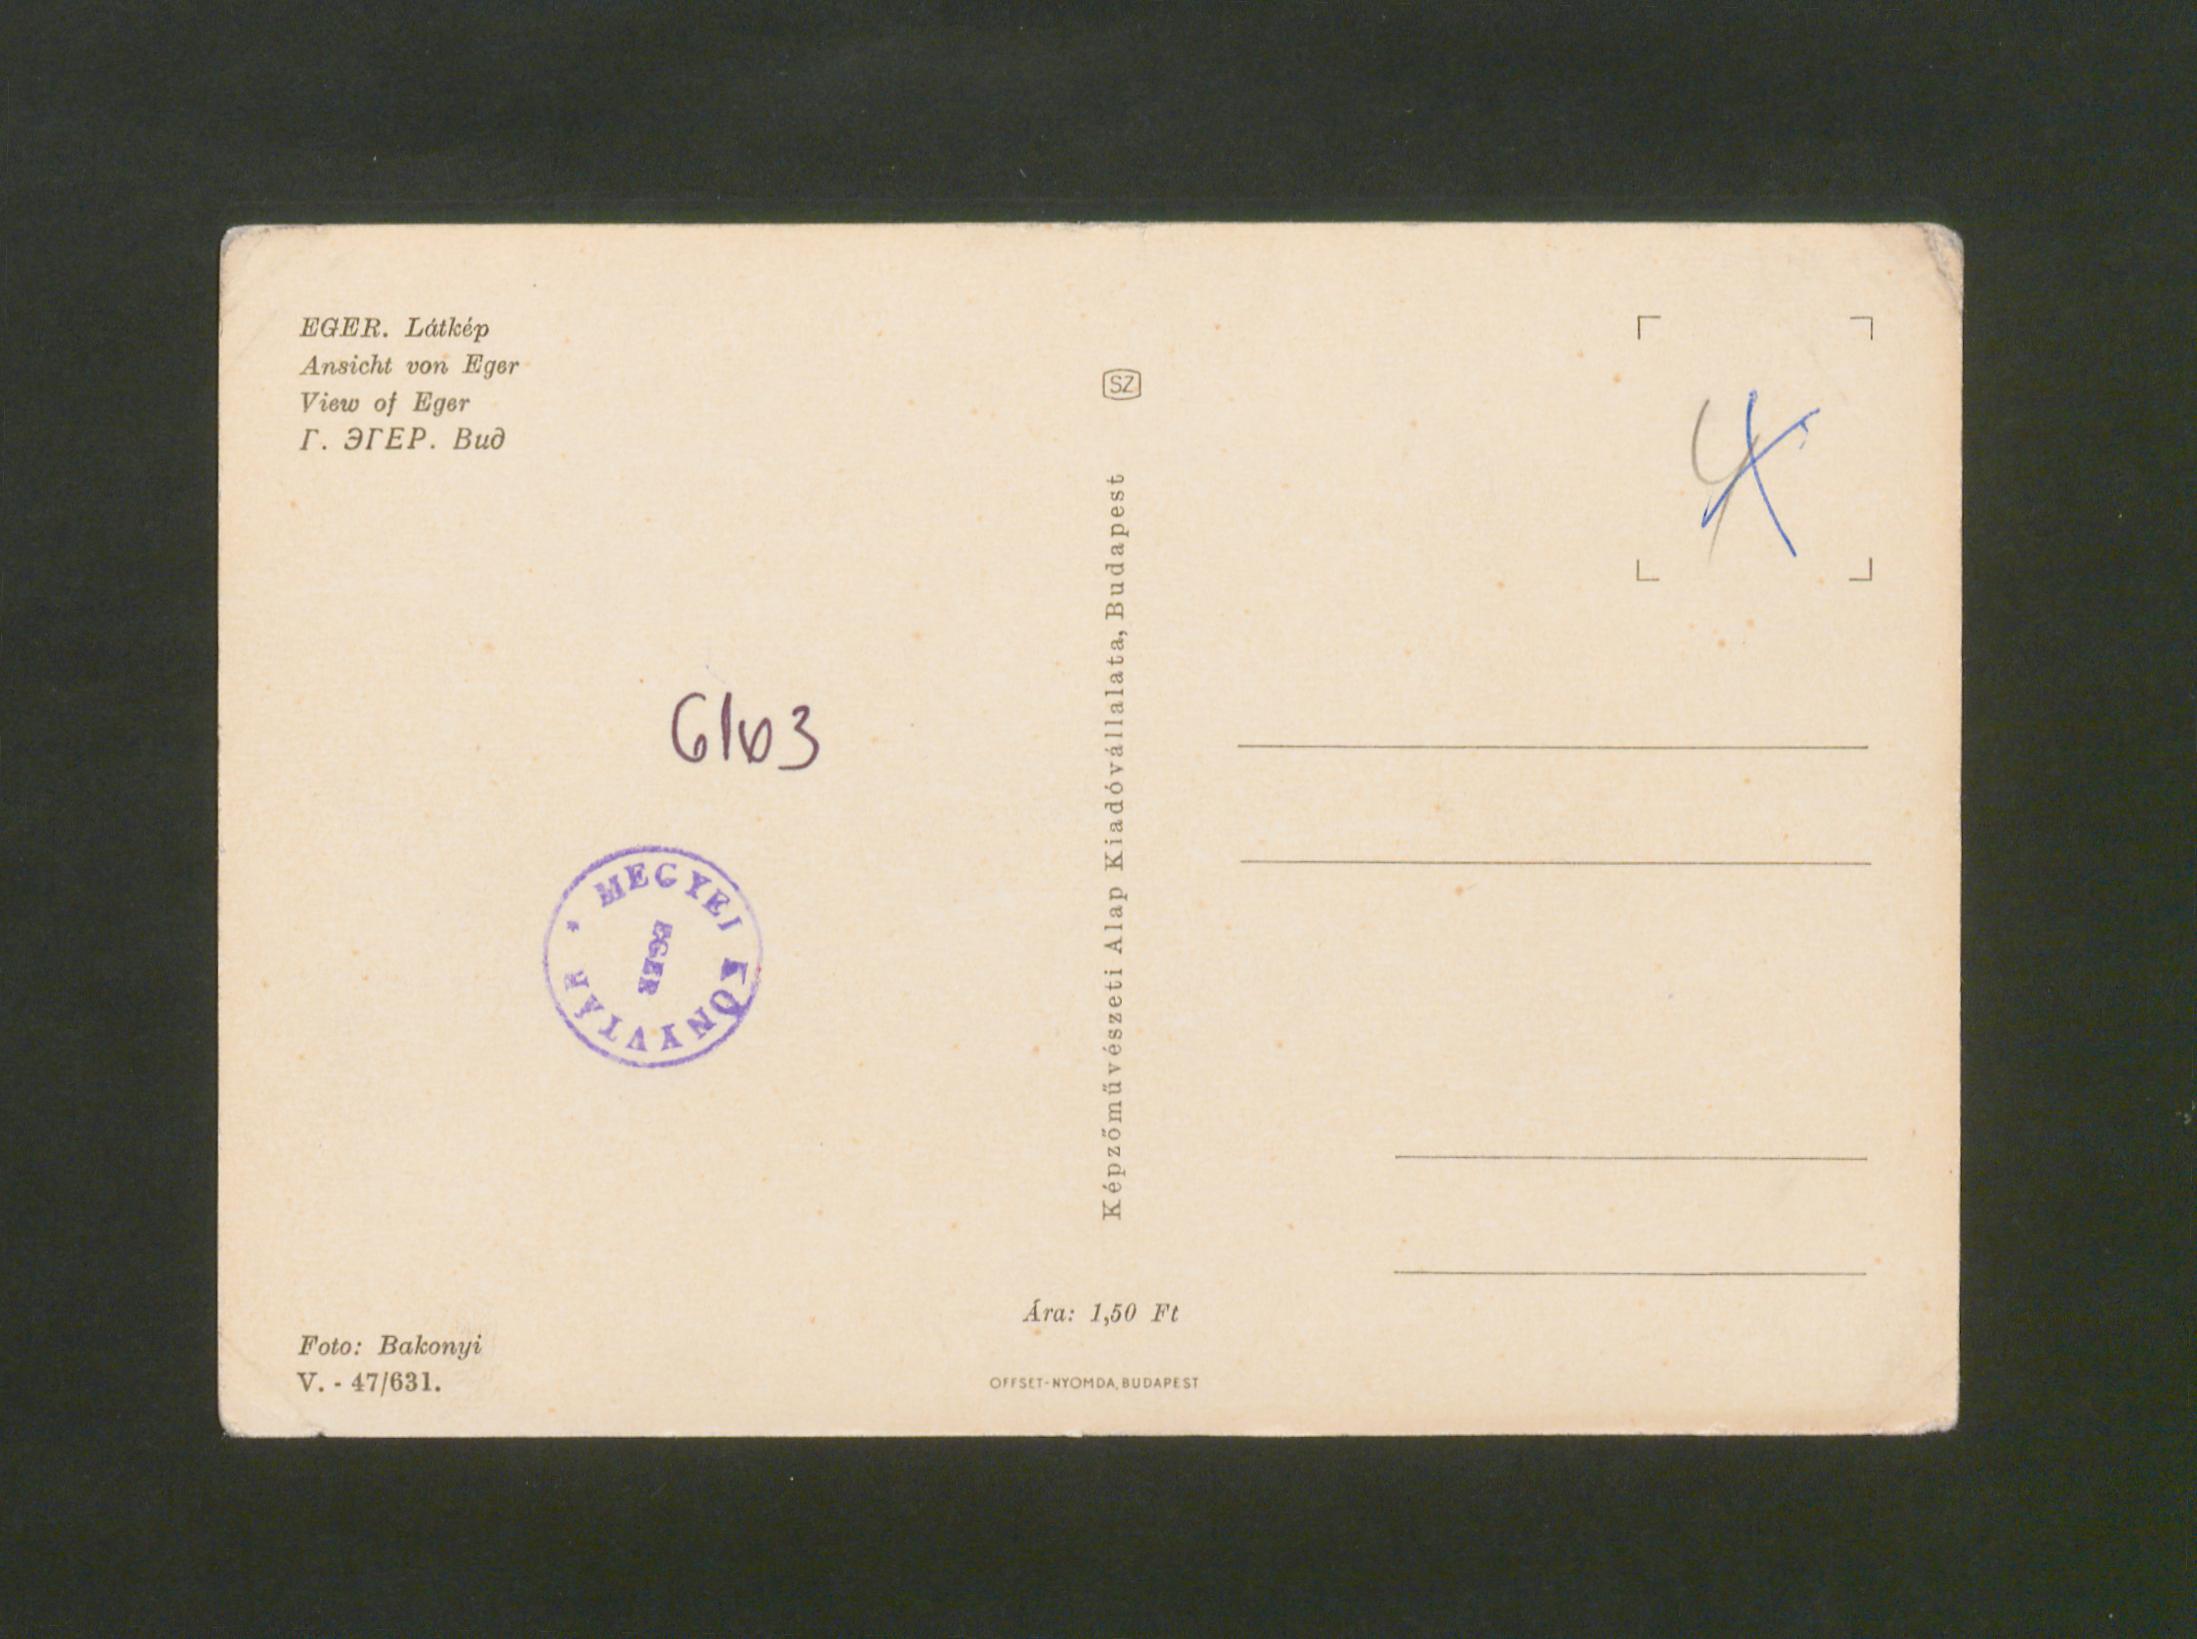 EGER. Látkép
Ansicht von Eger
View of Eger
Г. ЭГЕР. Вид
MEGYEI KÖNYVTÁR *
EGER
Foto: Bakonyi
V. - 47/631.
SZ
Képzőművészeti Alap Kiadóvállalata, Budapest
Ára: 1,50 Ft
OFFSET-NYOMDA, BUDAPEST
4